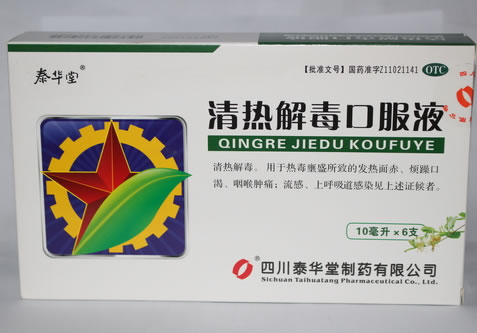 泰华堂®
【批准文号】国药准字Z11021141 OTC
清热解毒口服液
QINGRE JIEDU KOUFUYE
清热解毒。用于热毒壅盛所致的发热面赤、烦躁口
渴、咽喉肿痛；流感、上呼吸道感染见上述证候者。
10毫升×6支
四川泰华堂制药有限公司
Sichuan Taihuatang Pharmaceutical Co., Ltd.